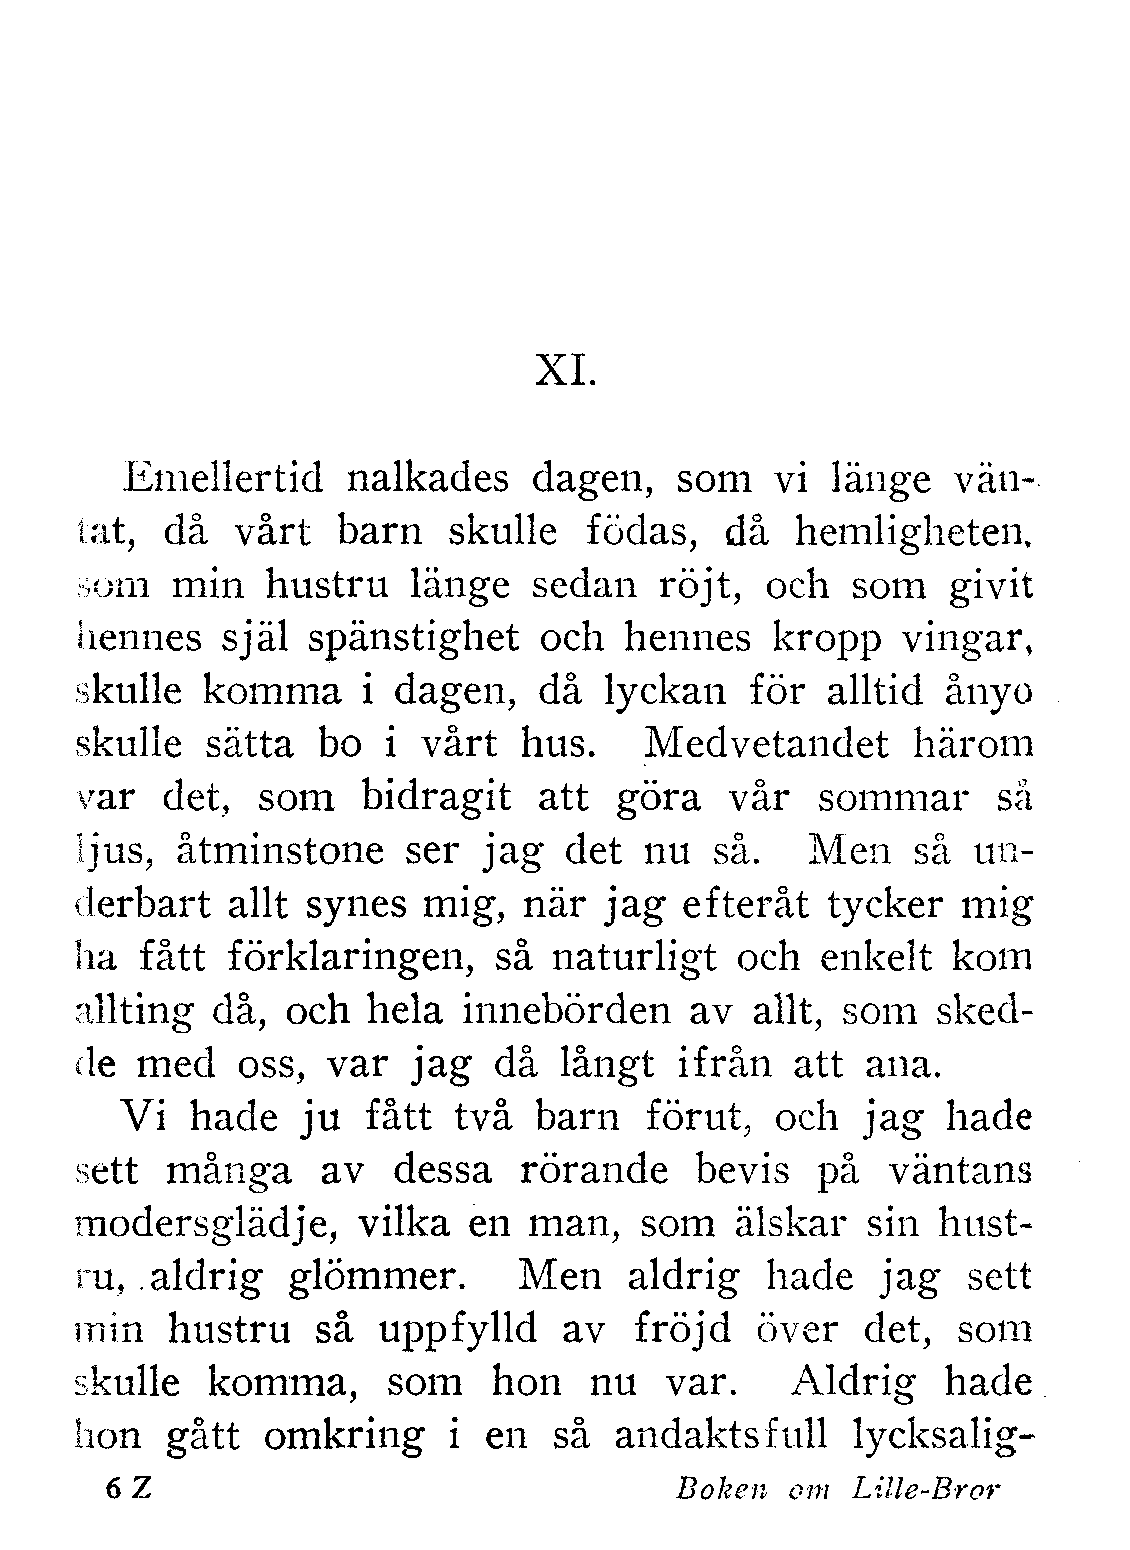 XI.
Emellertid nalkades dagen, som vi länge vän-
tat, då vårt barn skulle födas, då hemligheten,
som min hustru länge sedan röjt, och som givit
hennes själ spänstighet och hennes kropp vingar,
skulle komma i dagen, då lyckan för alltid ånyo
skulle sätta bo i vårt hus. Medvetandet härom
var det, som bidragit att göra vår sommar så
ljus, åtminstone ser jag det nu så. Men så un-
derbart allt synes mig, när jag efteråt tycker mig
ha fått förklaringen, så naturligt och enkelt kom
allting då, och hela innebörden av allt, som sked-
de med oss, var jag då långt ifrån att ana.
Vi hade ju fått två barn förut, och jag hade
sett många av dessa rörande bevis på väntans
modersglädje, vilka en man, som älskar sin hust-
ru, aldrig glömmer. Men aldrig hade jag sett
min hustru så uppfylld av fröjd över det, som
skulle komma, som hon nu var. Aldrig hade
hon gått omkring i en så andaktsfull lycksalig-
6 Z Boken om Lille-Bror